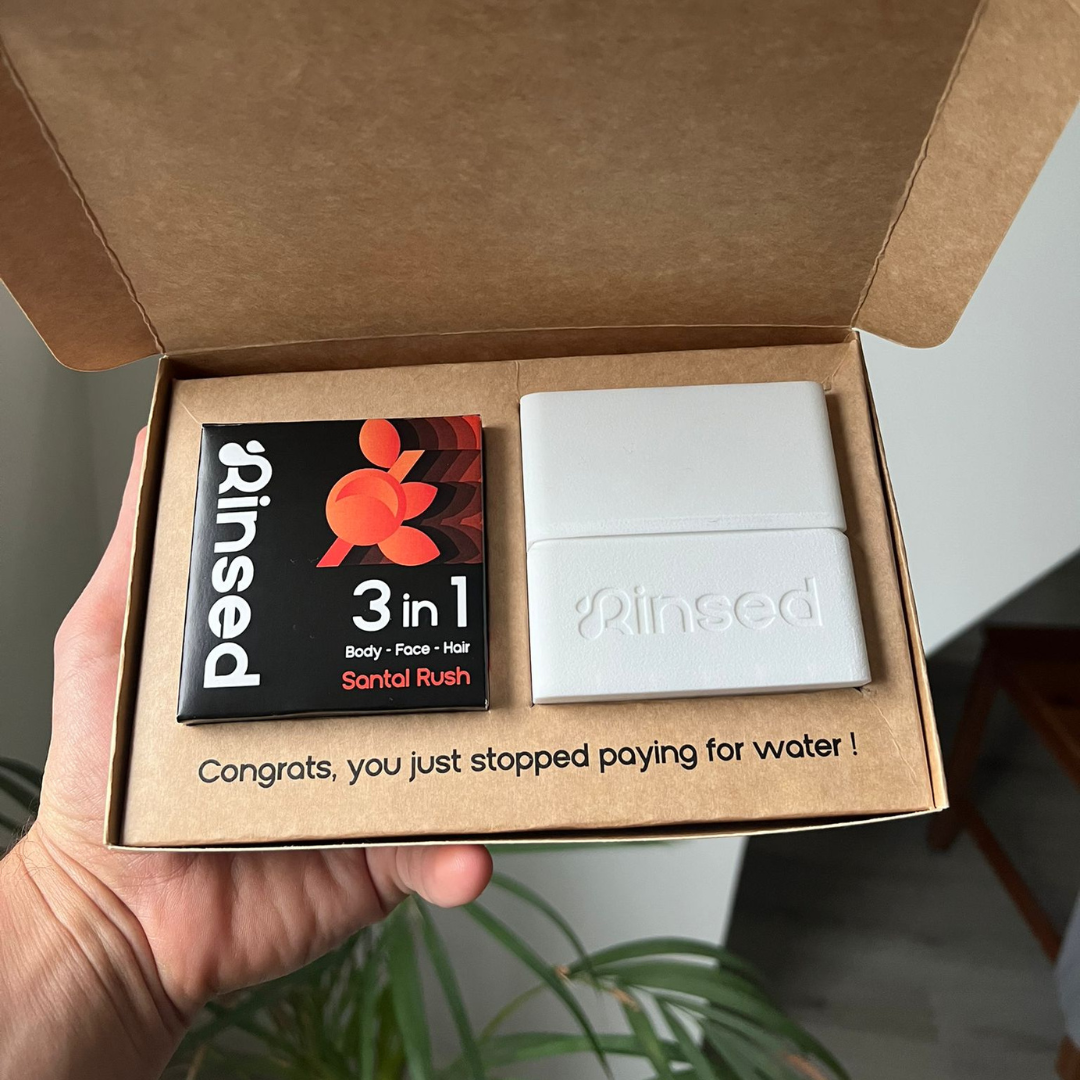 Rinsed
3 in 1
Body - Face - Hair
Santal Rush
Rinsed
Congrats, you just stopped paying for water !